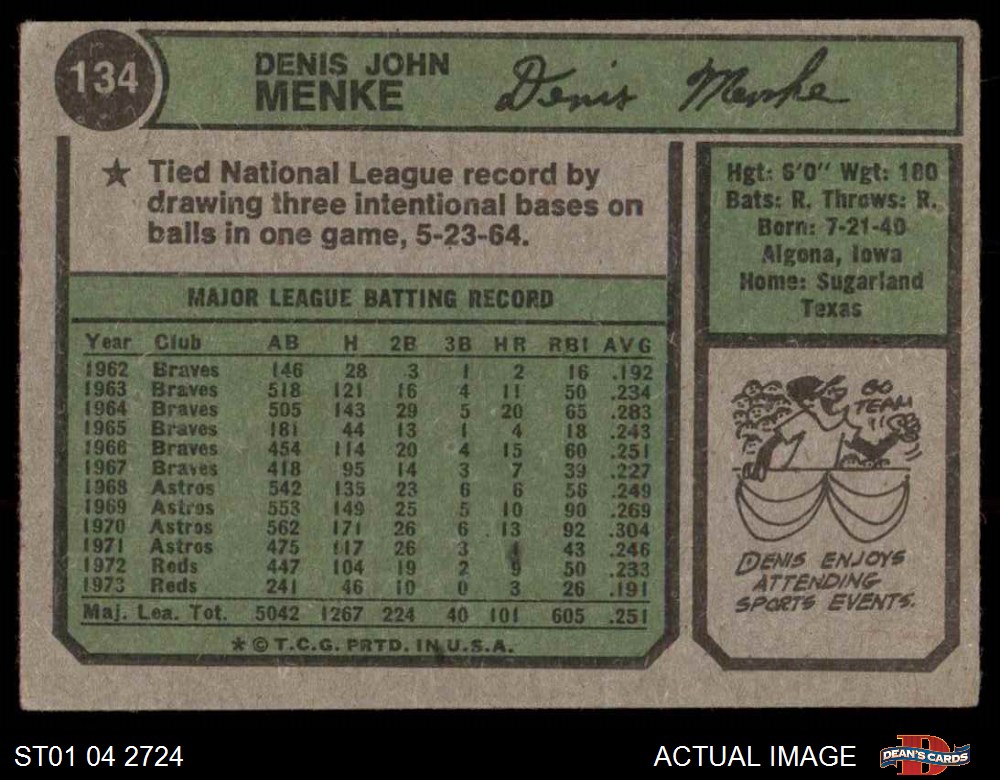 134
DENIS JOHN
MENKE
Denis Menke
★ Tied National League record by
drawing three intentional bases on
balls in one game, 5-23-64.
Hgt: 6'0" Wgt: 180
Bats: R. Throws: R.
Born: 7-21-40
Algona, Iowa
Home: Sugarland
Texas
MAJOR LEAGUE BATTING RECORD
Year Club AB H 2B 3B HR RBI AVG
1962 Braves 146 28 3 1 2 16 .192
1963 Braves 518 121 16 4 11 50 .234
1964 Braves 505 143 29 5 20 65 .283
1965 Braves 181 44 13 1 4 18 .243
1966 Braves 454 114 20 4 15 60 .251
1967 Braves 418 95 14 3 7 39 .227
1968 Astros 542 135 23 6 6 56 .249
1969 Astros 553 149 25 5 10 90 .269
1970 Astros 562 171 26 6 13 92 .304
1971 Astros 475 117 26 3 1 43 .246
1972 Reds 447 104 19 2 9 50 .233
1973 Reds 241 46 10 0 3 26 .191
Maj. Lea. Tot. 5042 1267 224 40 101 605 .251
* © T.C.G. PRTD. IN U.S.A.
GO
TEAM
!!
DENIS ENJOYS
ATTENDING
SPORTS EVENTS.
ST01 04 2724
ACTUAL IMAGE
DEAN'S CARDS